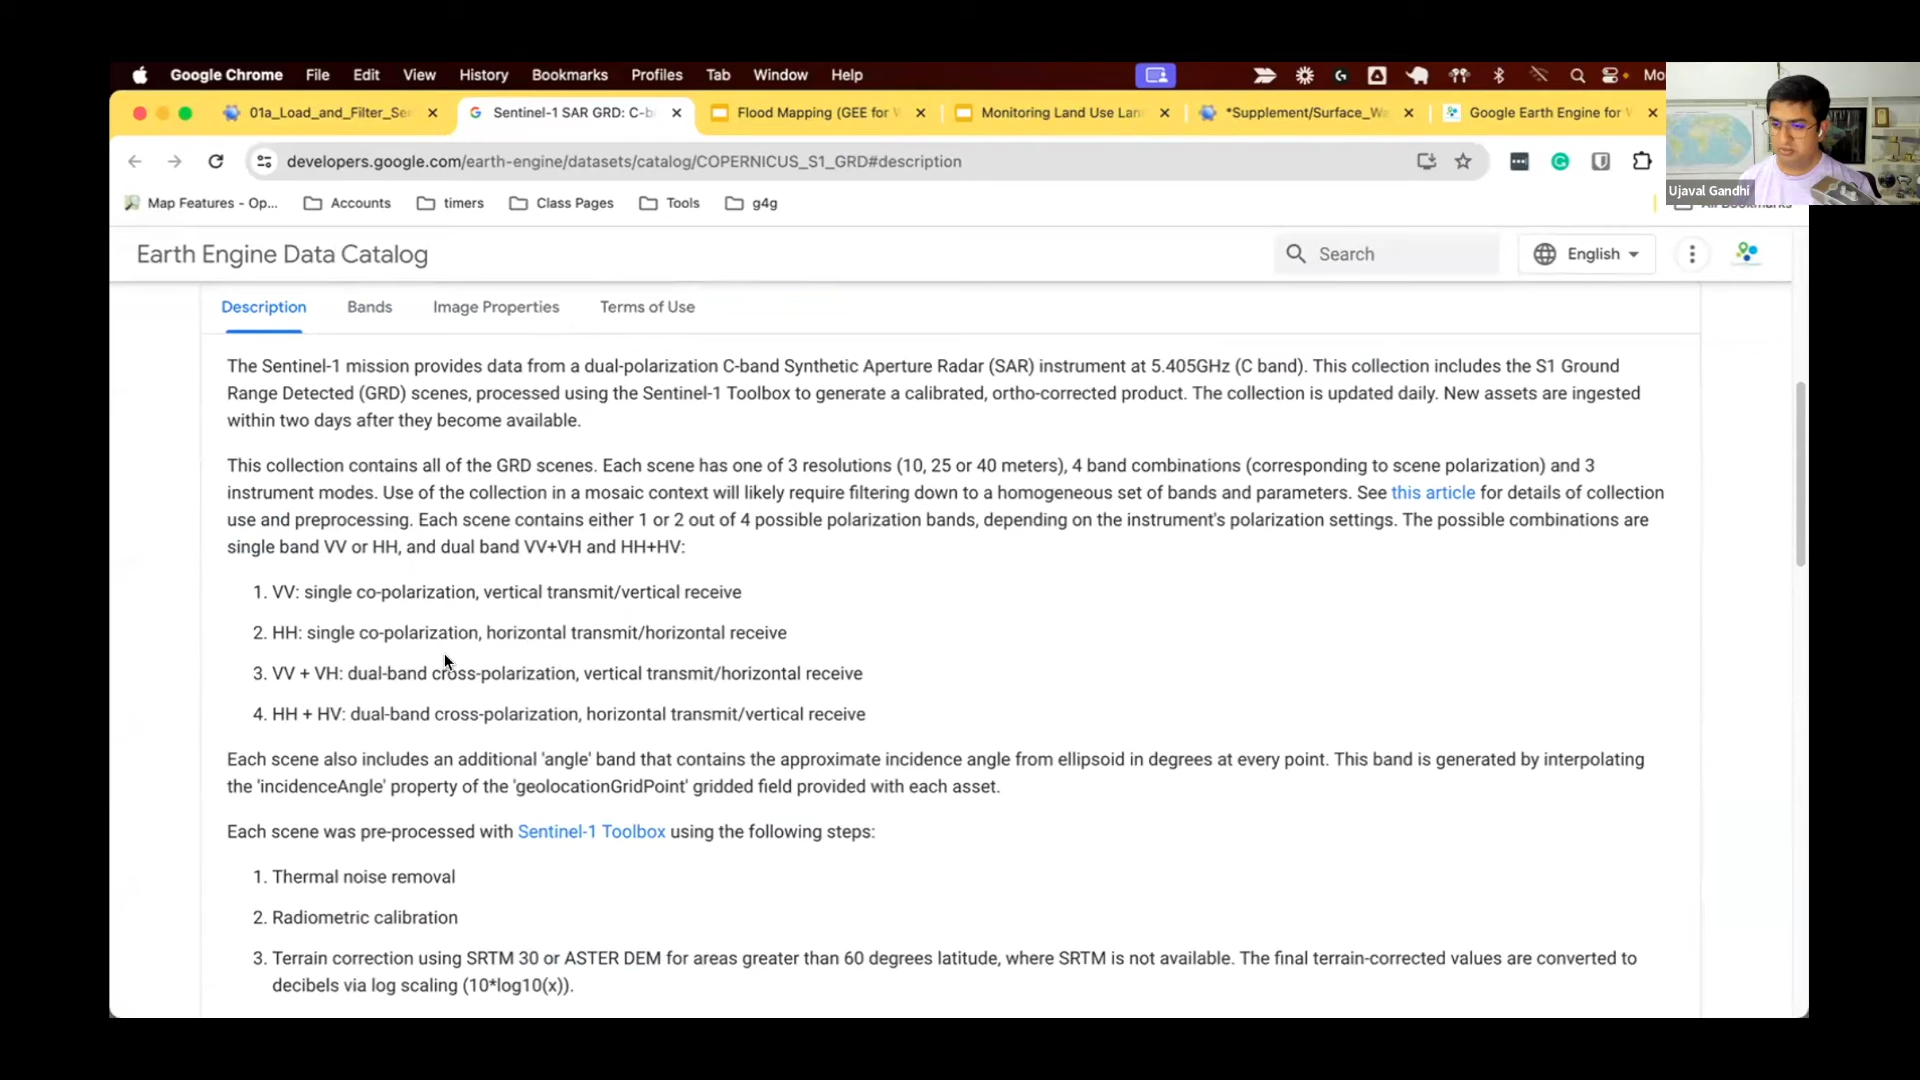 Google Chrome File Edit View History Bookmarks Profiles Tab Window Help Mo
01a_Load_and_Filter_Se
Sentinel-1 SAR GRD: C-b
Flood Mapping (GEE for
Monitoring Land Use Lan
*Supplement/Surface_Wa
Google Earth Engine for
Ujaval Gandhi
developers.google.com/earth-engine/datasets/catalog/COPERNICUS_S1_GRD#description
Map Features - Op... Accounts timers Class Pages Tools g4g All Bookmarks
Earth Engine Data Catalog Search English
Description Bands Image Properties Terms of Use
The Sentinel-1 mission provides data from a dual-polarization C-band Synthetic Aperture Radar (SAR) instrument at 5.405GHz (C band). This collection includes the S1 Ground
Range Detected (GRD) scenes, processed using the Sentinel-1 Toolbox to generate a calibrated, ortho-corrected product. The collection is updated daily. New assets are ingested
within two days after they become available.
This collection contains all of the GRD scenes. Each scene has one of 3 resolutions (10, 25 or 40 meters), 4 band combinations (corresponding to scene polarization) and 3
instrument modes. Use of the collection in a mosaic context will likely require filtering down to a homogeneous set of bands and parameters. See this article for details of collection
use and preprocessing. Each scene contains either 1 or 2 out of 4 possible polarization bands, depending on the instrument's polarization settings. The possible combinations are
single band VV or HH, and dual band VV+VH and HH+HV:
1. VV: single co-polarization, vertical transmit/vertical receive
2. HH: single co-polarization, horizontal transmit/horizontal receive
3. VV + VH: dual-band cross-polarization, vertical transmit/horizontal receive
4. HH + HV: dual-band cross-polarization, horizontal transmit/vertical receive
Each scene also includes an additional 'angle' band that contains the approximate incidence angle from ellipsoid in degrees at every point. This band is generated by interpolating
the 'incidenceAngle' property of the 'geolocationGridPoint' gridded field provided with each asset.
Each scene was pre-processed with Sentinel-1 Toolbox using the following steps:
1. Thermal noise removal
2. Radiometric calibration
3. Terrain correction using SRTM 30 or ASTER DEM for areas greater than 60 degrees latitude, where SRTM is not available. The final terrain-corrected values are converted to
decibels via log scaling (10*log10(x)).